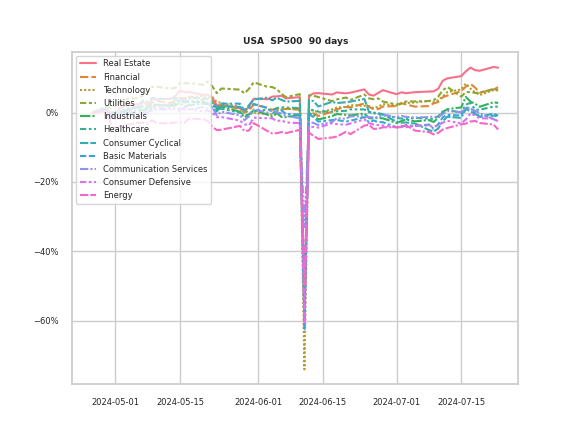 USA SP500 90 days
Real Estate
Financial
Technology
Utilities
Industrials
Healthcare
Consumer Cyclical
Basic Materials
Communication Services
Consumer Defensive
Energy
0%
−20%
−40%
−60%
2024-05-01 2024-05-15 2024-06-01 2024-06-15 2024-07-01 2024-07-15